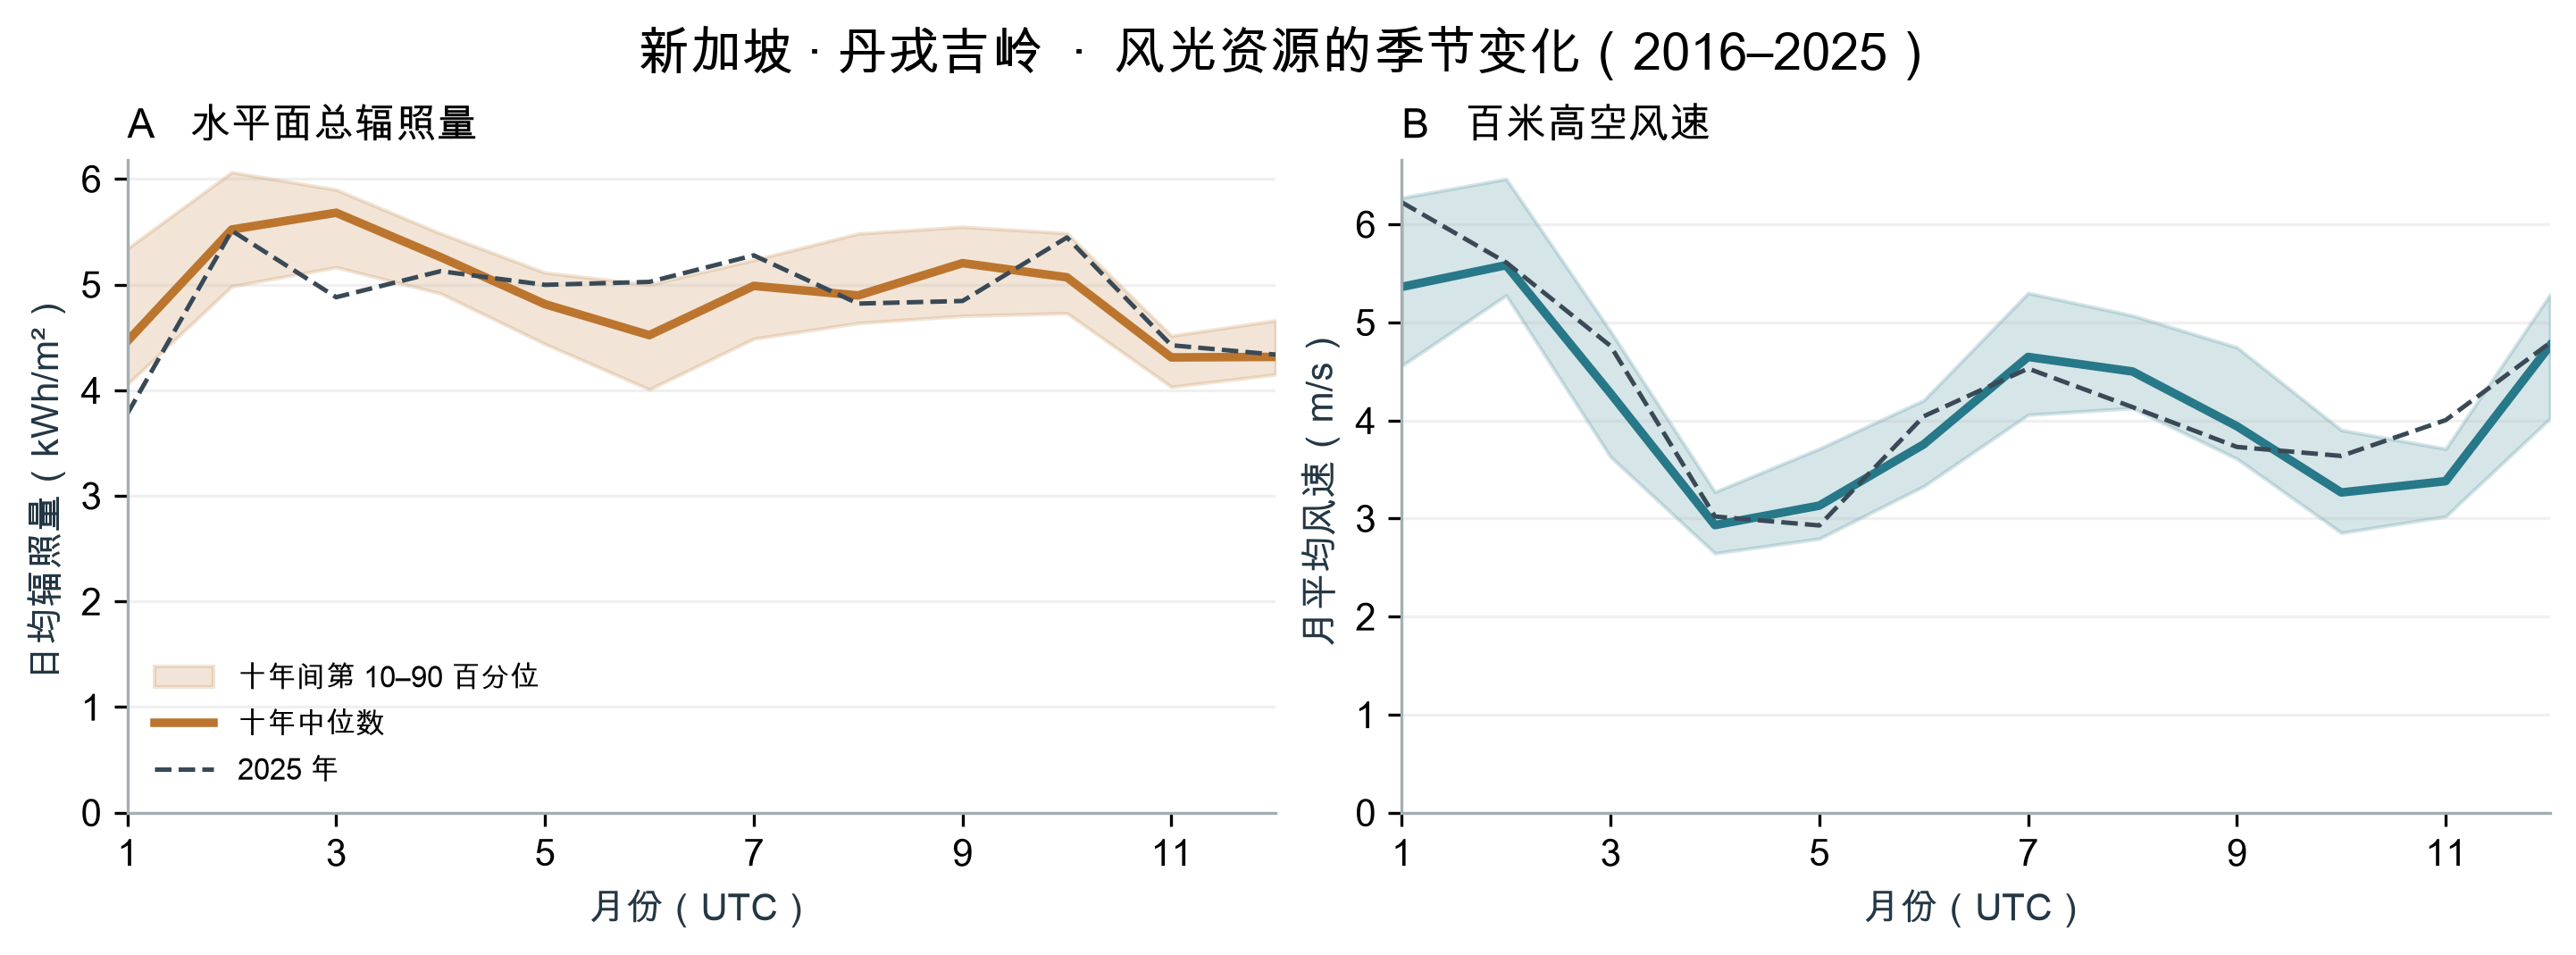 新加坡 · 丹戎吉岭 · 风光资源的季节变化（2016–2025）
A 水平面总辐照量
日均辐照量（kWh/m²）
6
5
4
3
2
1
0
十年间第 10–90 百分位
十年中位数
2025 年
1 3 5 7 9 11
月份（UTC）
B 百米高空风速
月平均风速（m/s）
6
5
4
3
2
1
0
1 3 5 7 9 11
月份（UTC）